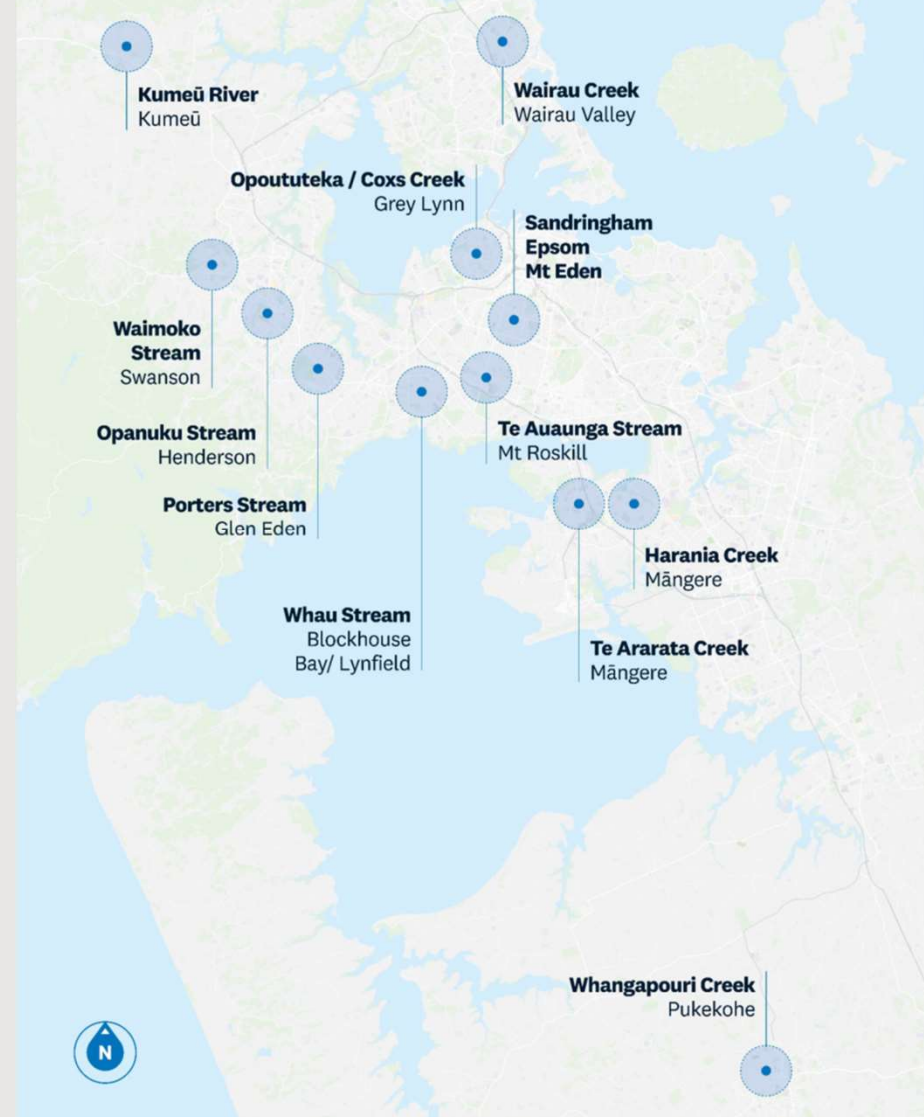 Kumeū River
Kumeū
Wairau Creek
Wairau Valley
Opoututeka / Coxs Creek
Grey Lynn
Sandringham
Epsom
Mt Eden
Waimoko
Stream
Swanson
Opanuku Stream
Henderson
Te Auaunga Stream
Mt Roskill
Porters Stream
Glen Eden
Harania Creek
Māngere
Whau Stream
Blockhouse
Bay/ Lynfield
Te Ararata Creek
Māngere
Whangapouri Creek
Pukekohe
N